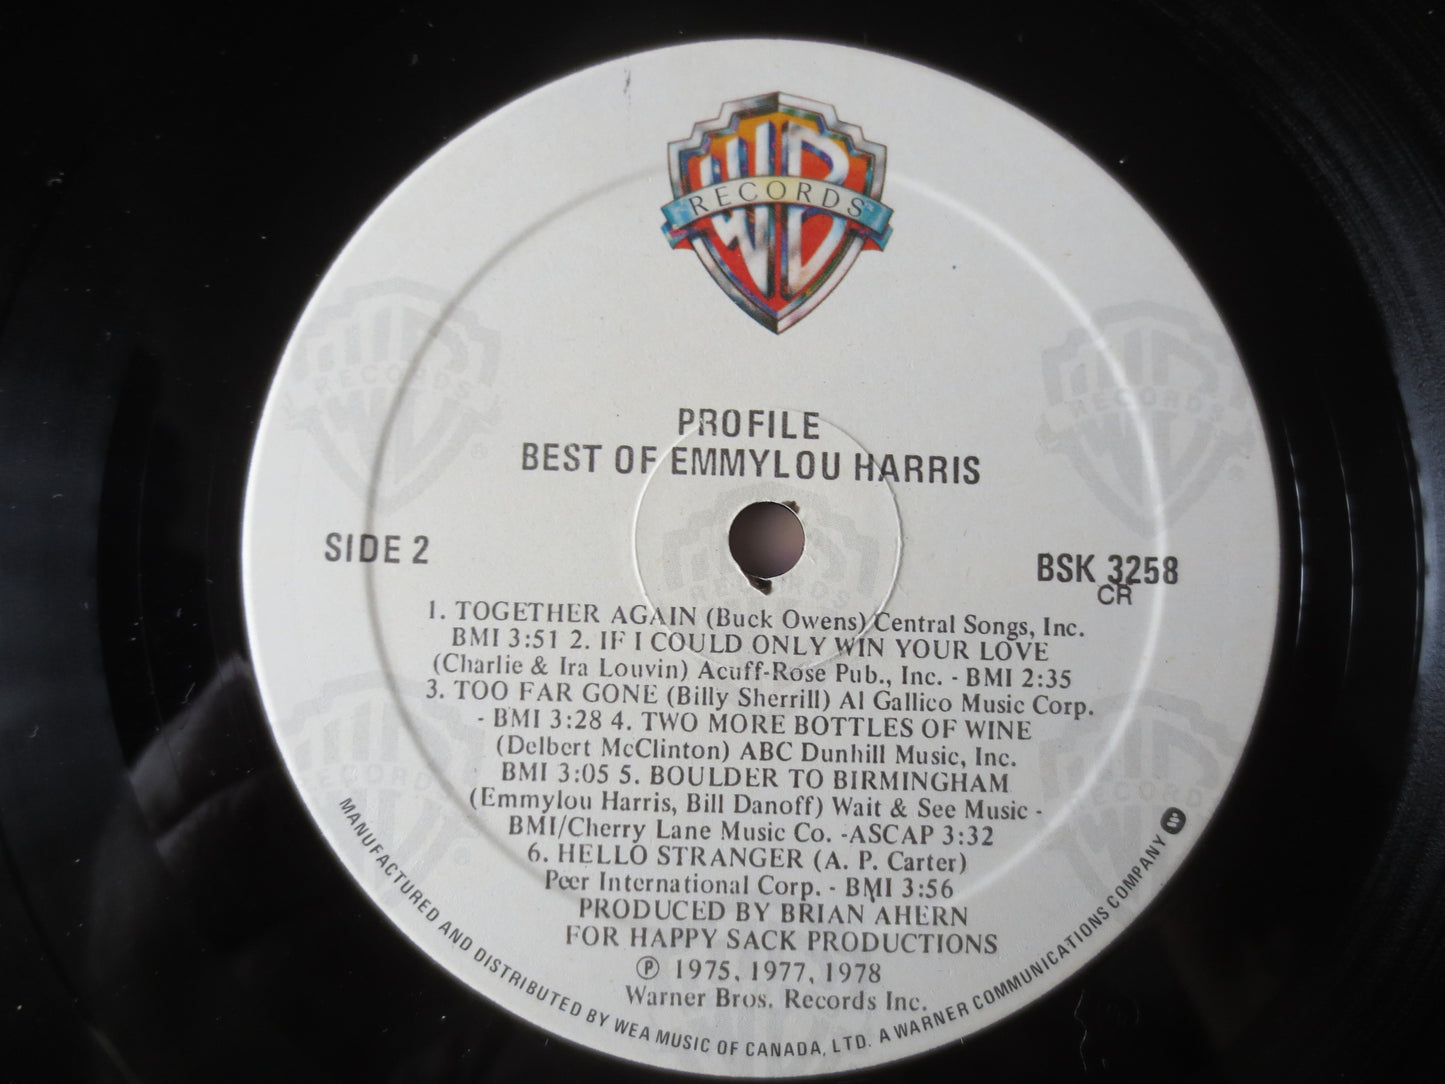 WB
RECORDS
PROFILE
BEST OF EMMYLOU HARRIS
SIDE 2
BSK 3258
CR
1. TOGETHER AGAIN (Buck Owens) Central Songs, Inc.
BMI 3:51 2. IF I COULD ONLY WIN YOUR LOVE
(Charlie & Ira Louvin) Acuff-Rose Pub., Inc. - BMI 2:35
3. TOO FAR GONE (Billy Sherrill) Al Gallico Music Corp.
- BMI 3:28 4. TWO MORE BOTTLES OF WINE
(Delbert McClinton) ABC Dunhill Music, Inc.
BMI 3:05 5. BOULDER TO BIRMINGHAM
(Emmylou Harris, Bill Danoff) Wait & See Music -
BMI/Cherry Lane Music Co. -ASCAP 3:32
6. HELLO STRANGER (A. P. Carter)
Peer International Corp. - BMI 3:56
PRODUCED BY BRIAN AHERN
FOR HAPPY SACK PRODUCTIONS
℗ 1975, 1977, 1978
Warner Bros. Records Inc.
MANUFACTURED AND DISTRIBUTED BY WEA MUSIC OF CANADA, LTD. A WARNER COMMUNICATIONS COMPANY